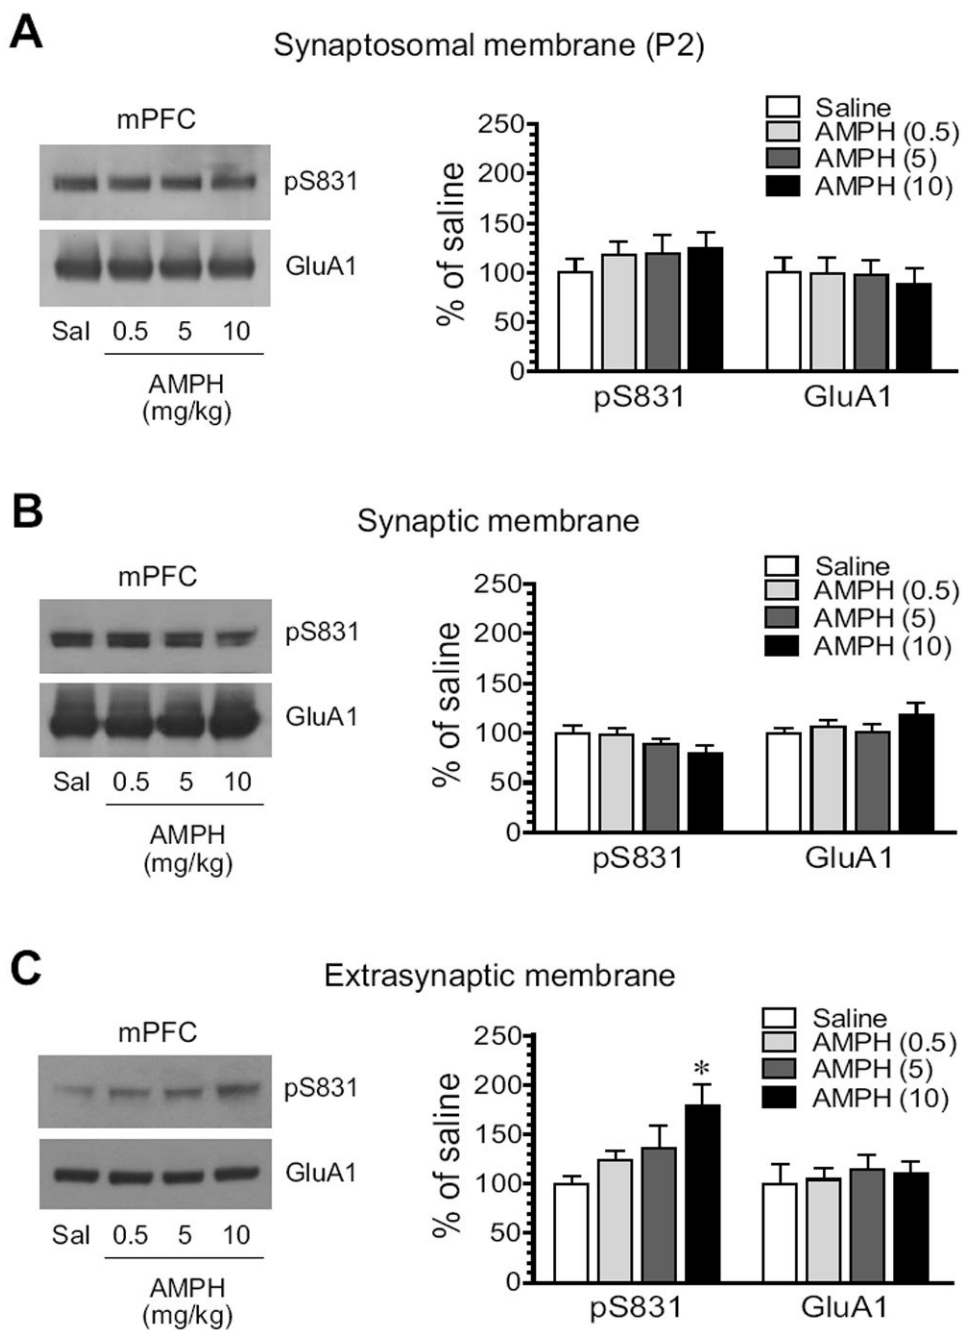 A
Synaptosomal membrane (P2)
mPFC
pS831
GluA1
Sal 0.5 5 10
AMPH
(mg/kg)
% of saline
250
200
150
100
50
0
Saline
AMPH (0.5)
AMPH (5)
AMPH (10)
pS831 GluA1
B
Synaptic membrane
mPFC
pS831
GluA1
Sal 0.5 5 10
AMPH
(mg/kg)
% of saline
250
200
150
100
50
0
Saline
AMPH (0.5)
AMPH (5)
AMPH (10)
pS831 GluA1
C
Extrasynaptic membrane
mPFC
pS831
GluA1
Sal 0.5 5 10
AMPH
(mg/kg)
% of saline
250
200
150
100
50
0
Saline
AMPH (0.5)
AMPH (5)
AMPH (10)
*
pS831 GluA1